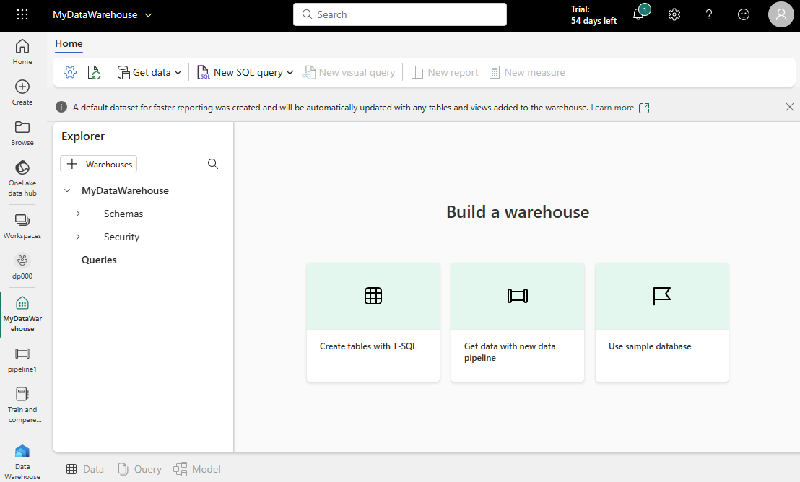 MyDataWarehouse
Search
Trial:
54 days left
1
?
Home
Get data
New SQL query
New visual query
New report
New measure
A default dataset for faster reporting was created and will be automatically updated with any tables and views added to the warehouse. Learn more
Home
Create
Browse
OneLake
data hub
Workspaces
dp000
MyDataWar
ehouse
pipeline1
Train and
compare...
Data
Warehouse
Explorer
+ Warehouses
MyDataWarehouse
Schemas
Security
Queries
Build a warehouse
Create tables with T-SQL
Get data with new data
pipeline
Use sample database
Data
Query
Model